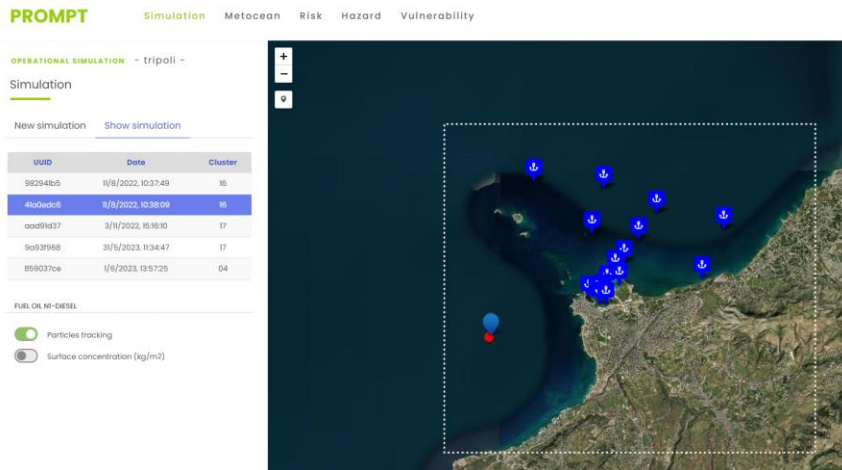 PROMPT Simulation Metocean Risk Hazard Vulnerability
OPERATIONAL SIMULATION - tripoli -
Simulation
New simulation Show simulation
UUID Date Cluster
982941b5 11/8/2022, 10:37:49 16
41a0edc6 11/8/2022, 10:38:09 16
aad91d37 3/11/2022, 15:16:10 17
9a93f968 31/5/2023, 11:34:47 17
859037ce 1/6/2023, 13:57:25 04
FUEL OIL N1-DIESEL
Particles tracking
Surface concentration (kg/m2)
+
−